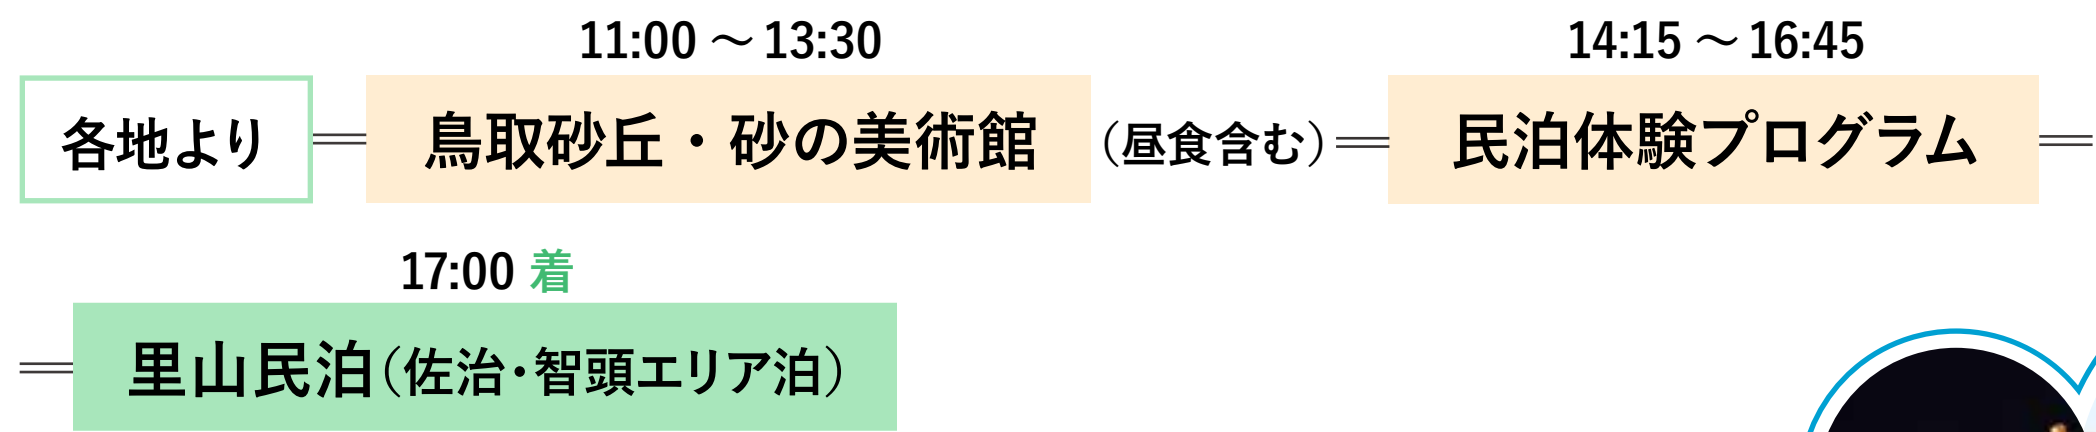 11:00 〜 13:30 14:15 〜 16:45
各地より 鳥取砂丘・砂の美術館 （昼食含む） 民泊体験プログラム
17:00 着
里山民泊（佐治・智頭エリア泊）